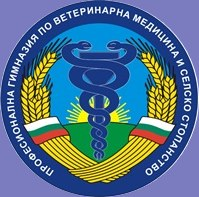 ПРОФЕСИОНАЛНА ГИМНАЗИЯ ПО ВЕТЕРИНАРНА МЕДИЦИНА И СЕЛСКО СТОПАНСТВО